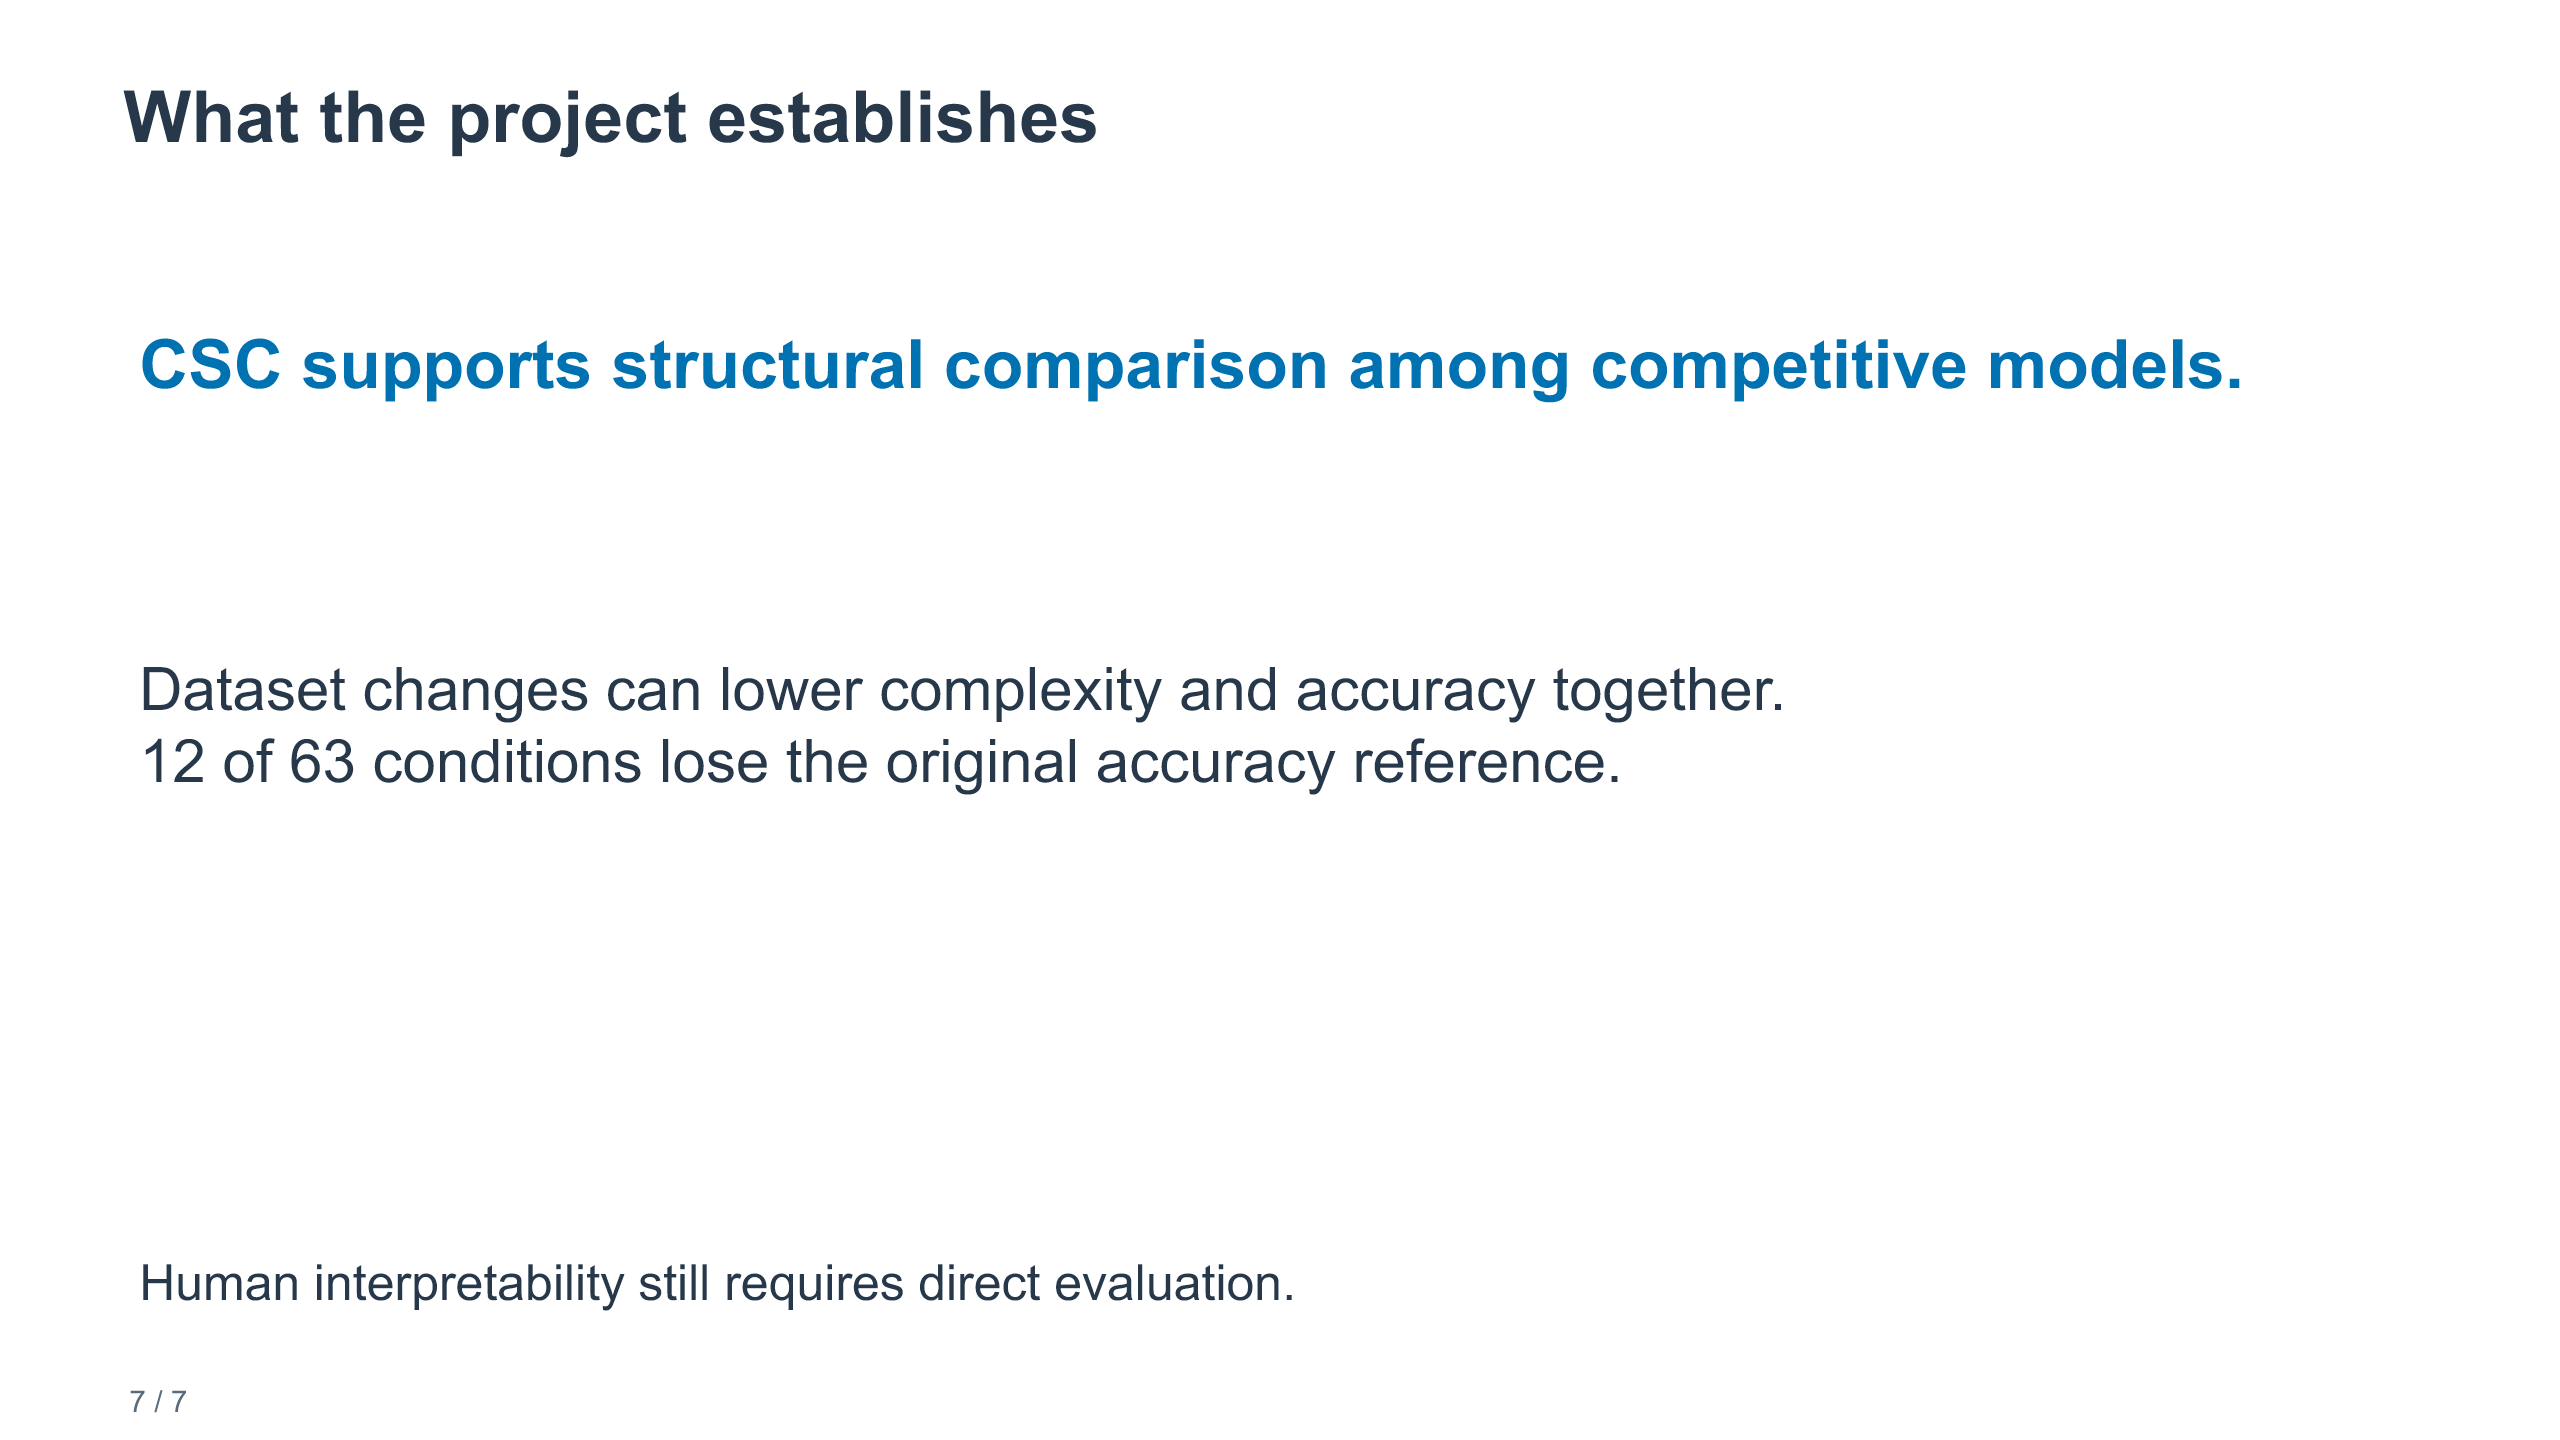 What the project establishes
CSC supports structural comparison among competitive models.
Dataset changes can lower complexity and accuracy together.
12 of 63 conditions lose the original accuracy reference.
Human interpretability still requires direct evaluation.
7 / 7